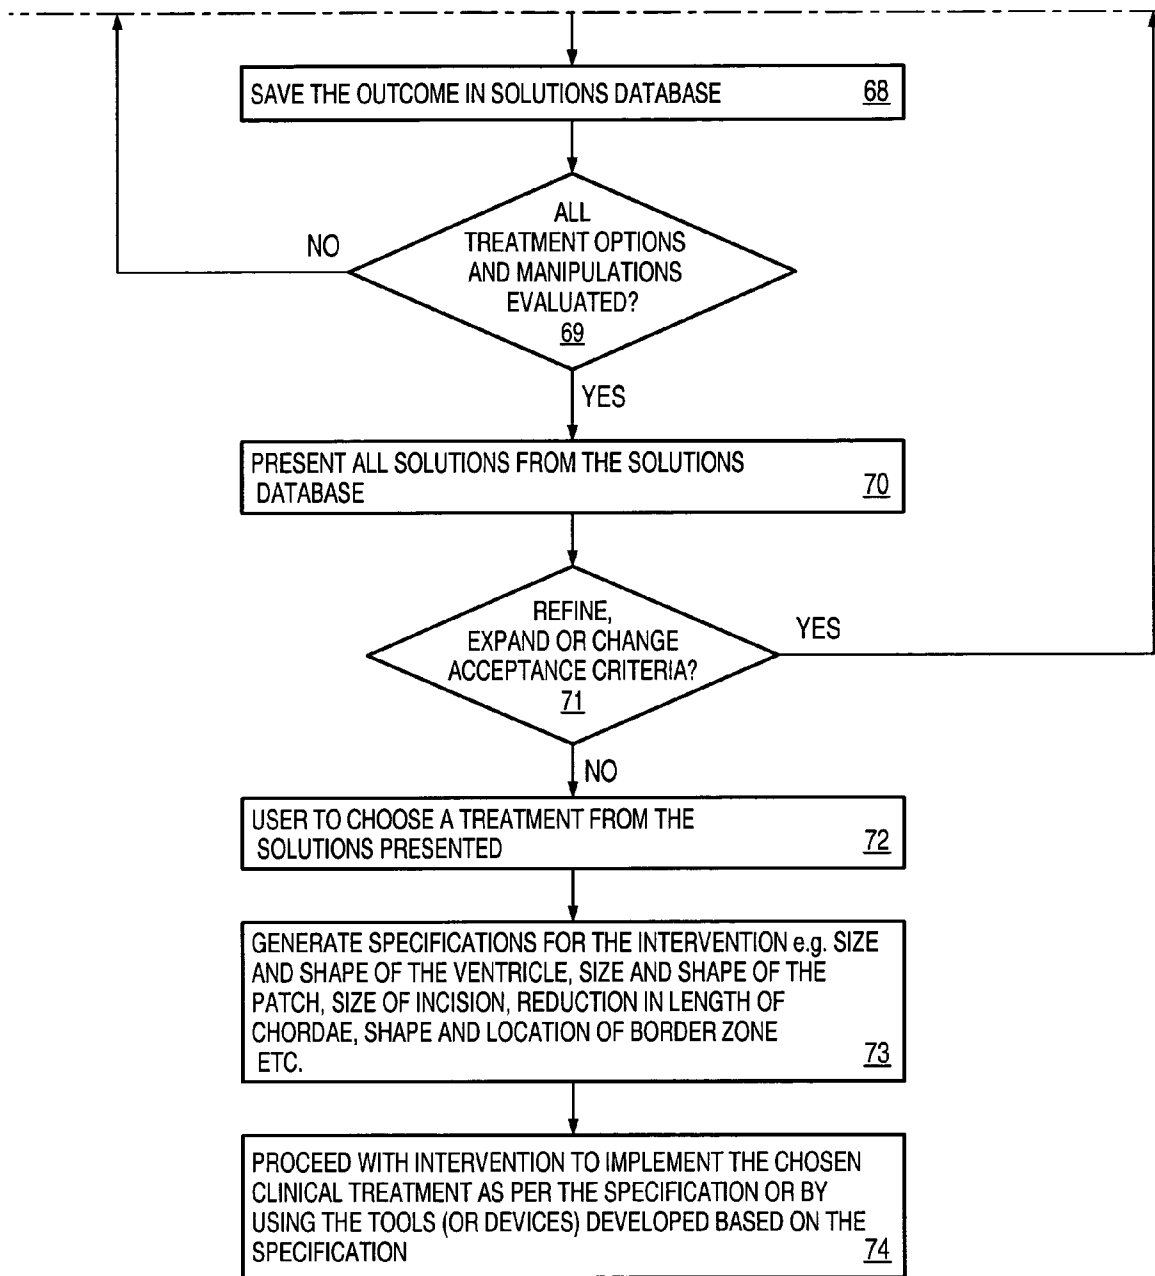 SAVE THE OUTCOME IN SOLUTIONS DATABASE 68
ALL
TREATMENT OPTIONS
AND MANIPULATIONS
EVALUATED?
69
NO
YES
PRESENT ALL SOLUTIONS FROM THE SOLUTIONS
DATABASE 70
REFINE,
EXPAND OR CHANGE
ACCEPTANCE CRITERIA?
71
YES
NO
USER TO CHOOSE A TREATMENT FROM THE
SOLUTIONS PRESENTED 72
GENERATE SPECIFICATIONS FOR THE INTERVENTION e.g. SIZE
AND SHAPE OF THE VENTRICLE, SIZE AND SHAPE OF THE
PATCH, SIZE OF INCISION, REDUCTION IN LENGTH OF
CHORDAE, SHAPE AND LOCATION OF BORDER ZONE
ETC. 73
PROCEED WITH INTERVENTION TO IMPLEMENT THE CHOSEN
CLINICAL TREATMENT AS PER THE SPECIFICATION OR BY
USING THE TOOLS (OR DEVICES) DEVELOPED BASED ON THE
SPECIFICATION 74